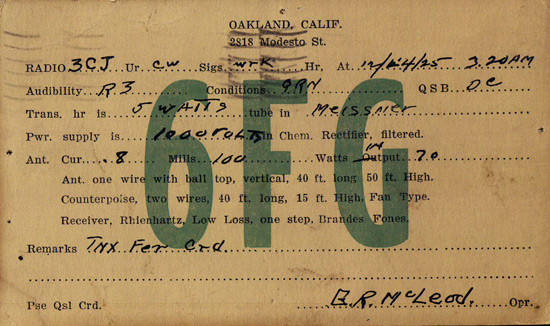 OAKLAND, CALIF.
2818 Modesto St.
RADIO 3CJ Ur cw Sigs wrk Hr. At 12/24/25 3.20AM
Audibility R3 Conditions QRN QSB DC
Trans. hr is 5 WATTS tube in Meissner
Pwr. supply is 1000 VOLTS in Chem. Rectifier, filtered.
Ant. Cur. .8 Mills. 100 Watts Output IN 70
Ant. one wire with ball top, vertical, 40 ft. long 50 ft. High.
Counterpoise, two wires, 40 ft. long, 15 ft. High, Fan Type.
Receiver, Rhienhartz, Low Loss, one step, Brandes Fones.
Remarks TNX Fer Crd.
Pse Qsl Crd. McLeod. Opr.
6FG